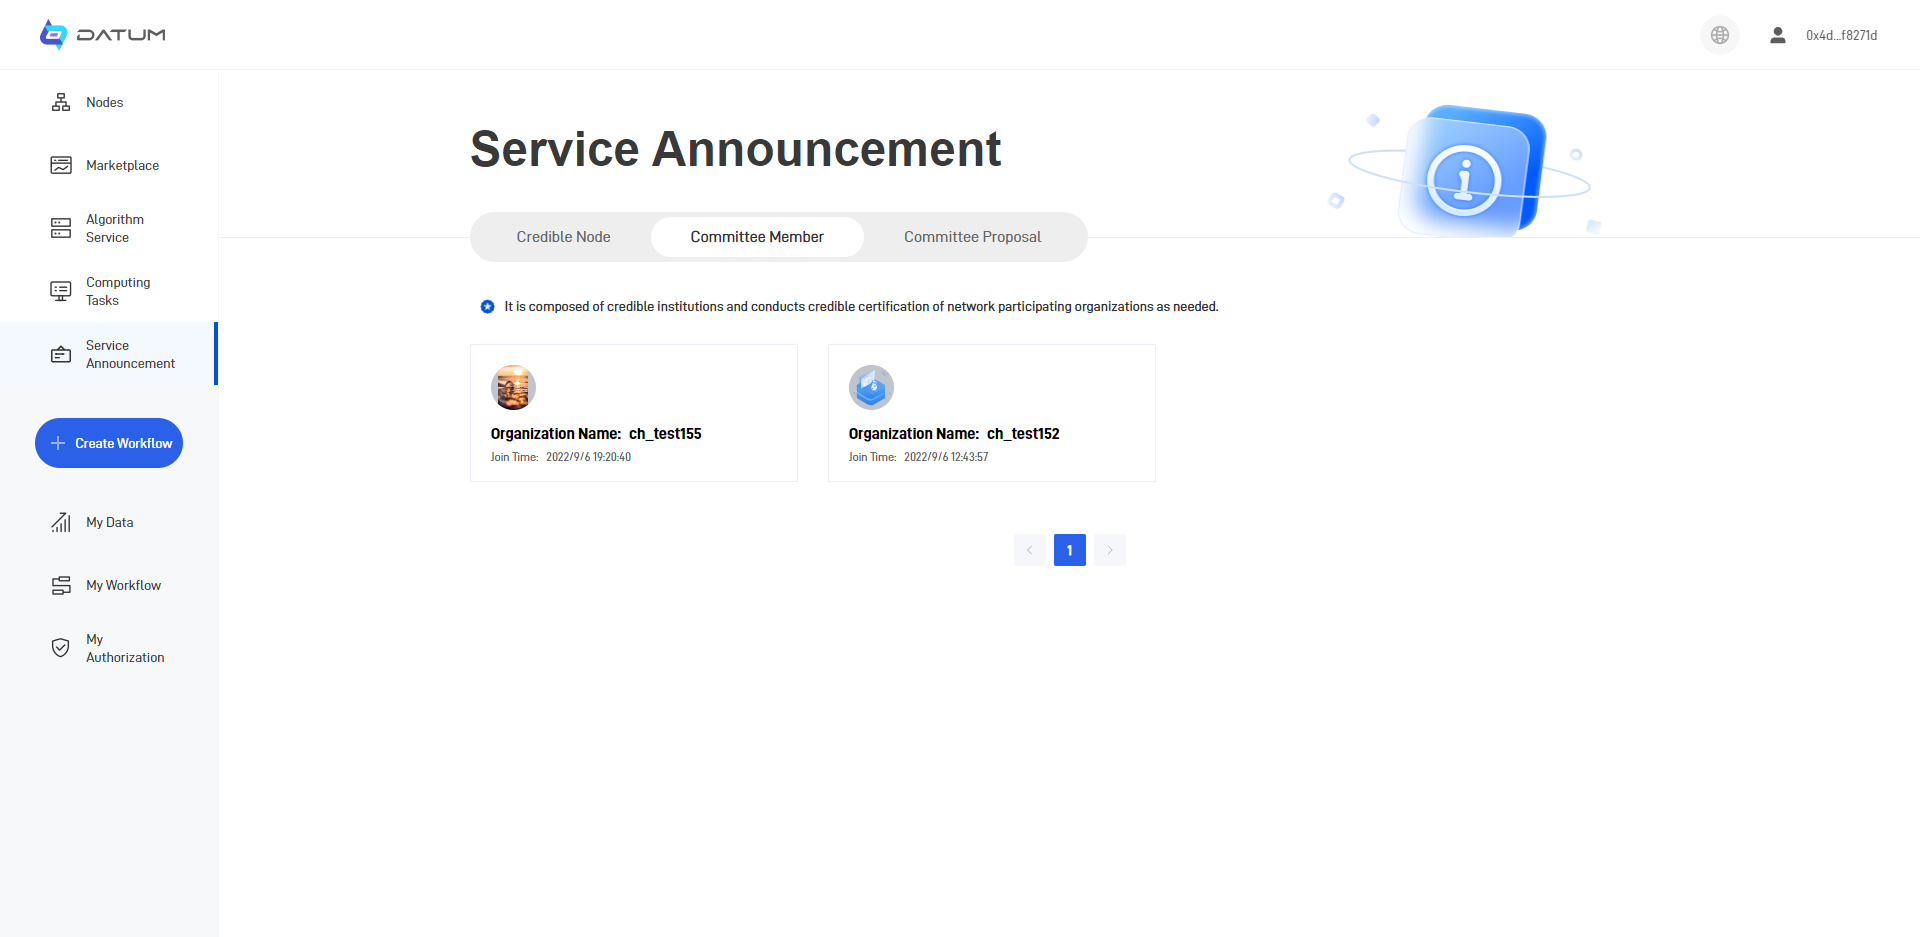 DATUM
0x4d...f8271d
Nodes
Marketplace
Algorithm
Service
Computing
Tasks
Service
Announcement
Create Workflow
My Data
My Workflow
My
Authorization
Service Announcement
Credible Node
Committee Member
Committee Proposal
It is composed of credible institutions and conducts credible certification of network participating organizations as needed.
Organization Name: ch_test155
Join Time: 2022/9/6 19:20:40
Organization Name: ch_test152
Join Time: 2022/9/6 12:43:57
1